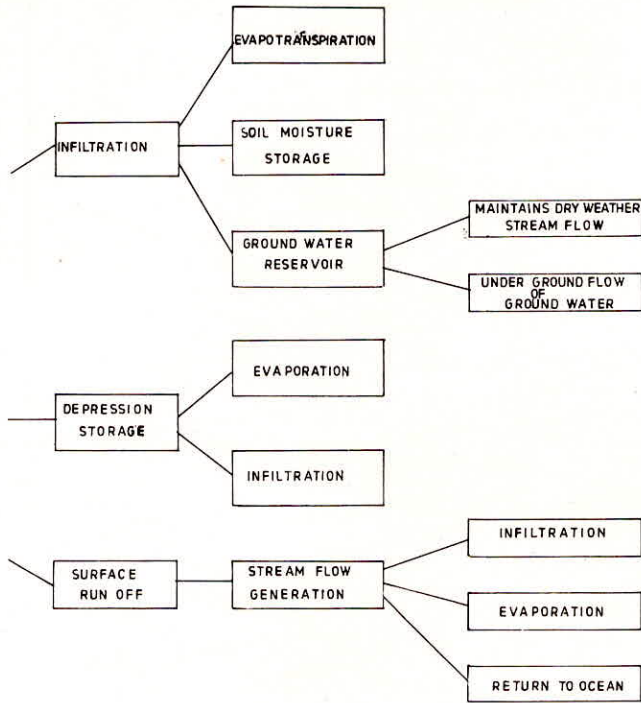 EVAPOTRANSPIRATION
INFILTRATION
SOIL MOISTURE
STORAGE
GROUND WATER
RESERVOIR
MAINTAINS DRY WEATHER
STREAM FLOW
UNDER GROUND FLOW
OF
GROUND WATER
DEPRESSION
STORAGE
EVAPORATION
INFILTRATION
SURFACE
RUN OFF
STREAM FLOW
GENERATION
INFILTRATION
EVAPORATION
RETURN TO OCEAN